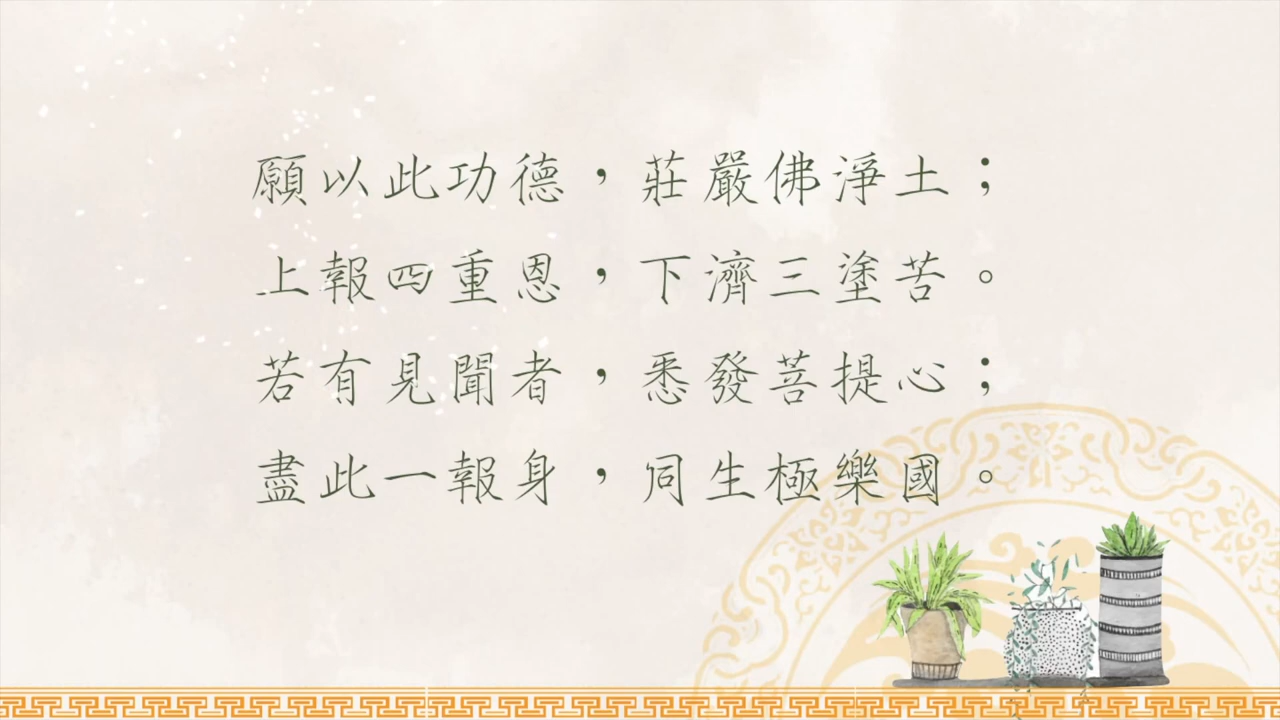 願以此功德，莊嚴佛淨土；
上報四重恩，下濟三塗苦。
若有見聞者，悉發菩提心；
盡此一報身，同生極樂國。